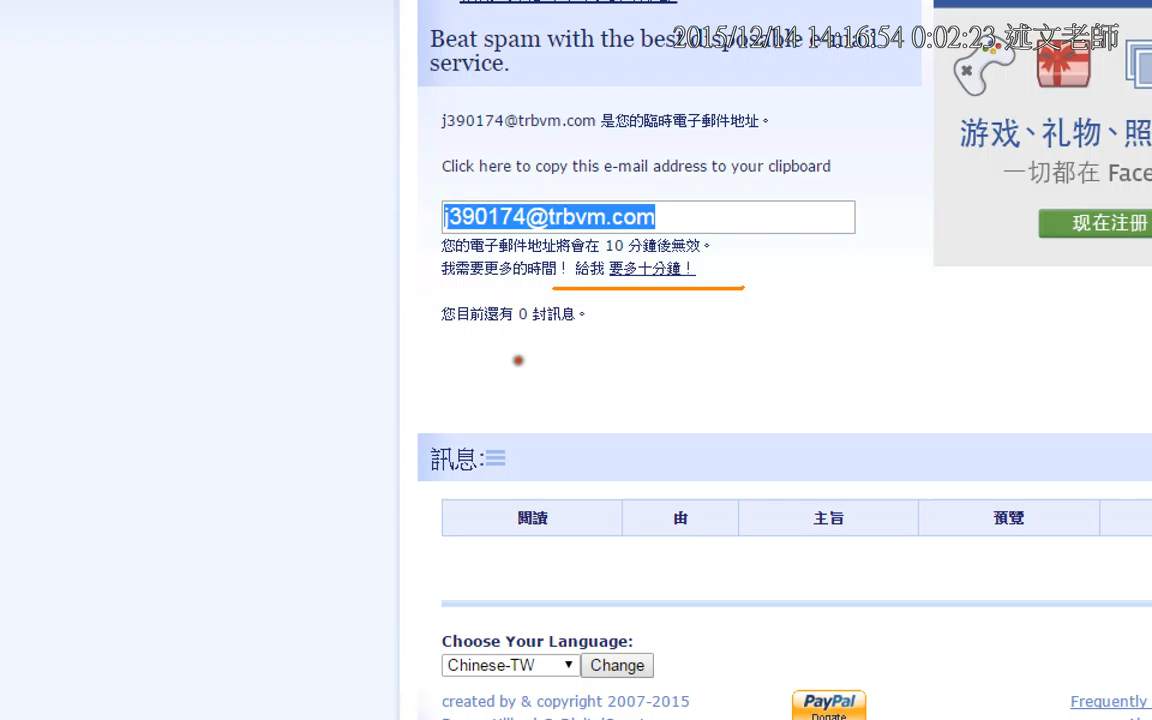 Beat spam with the best disposable e-mail
service.
2015/12/14 14:16:54 0:02:23 述文老師
j390174@trbvm.com 是您的臨時電子郵件地址。
Click here to copy this e-mail address to your clipboard
j390174@trbvm.com
您的電子郵件地址將會在 10 分鐘後無效。
我需要更多的時間！ 給我 要多十分鐘！
您目前還有 0 封訊息。
游戏、礼物、照
一切都在 Face
现在注册
訊息:
閱讀 由 主旨 預覽
Choose Your Language:
Chinese-TW Change
created by & copyright 2007-2015
PayPal
Donate
Frequently